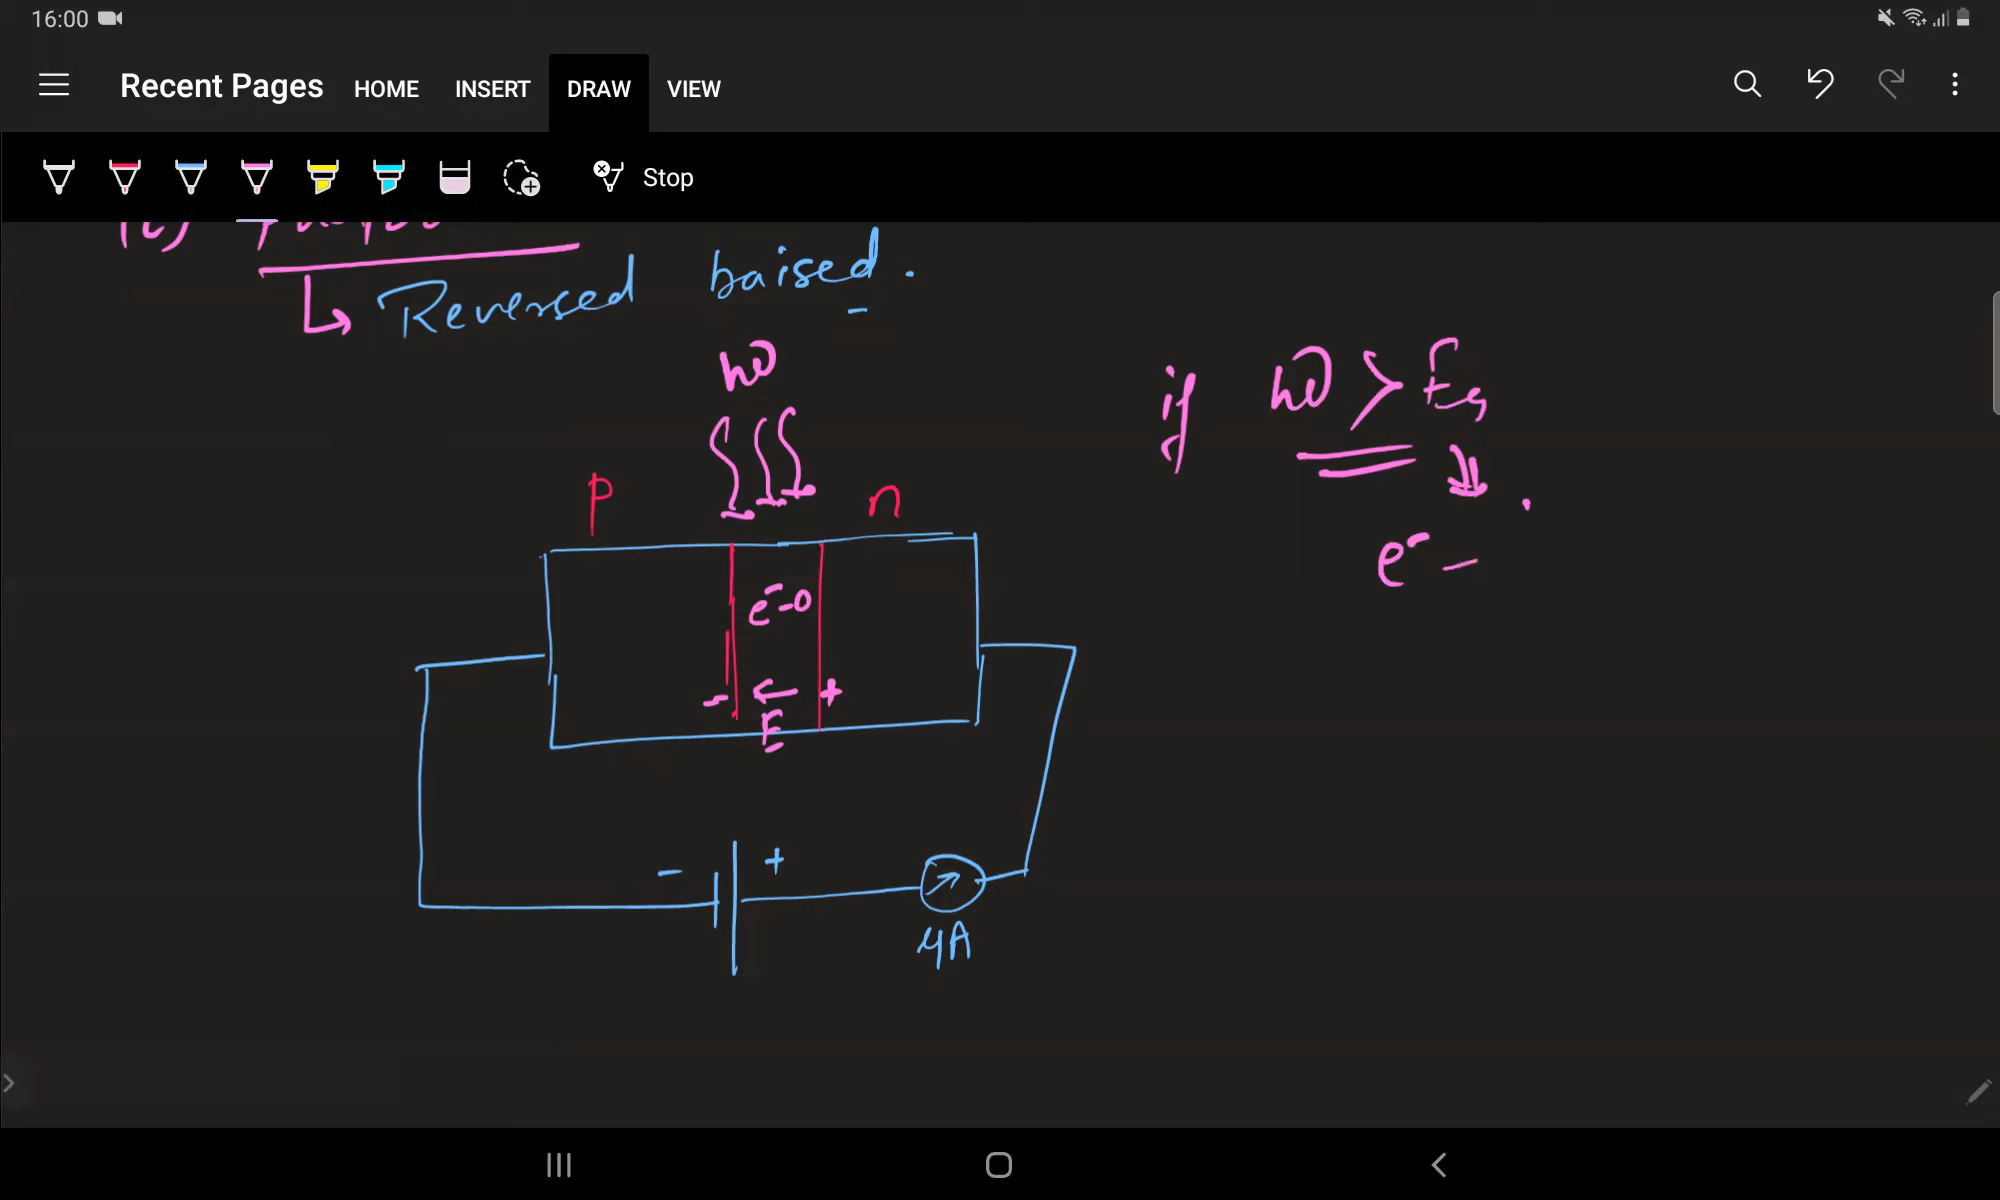 16:00
Recent Pages HOME INSERT DRAW VIEW
Stop
Reversed baised.
hν
if hν > Eg
p n
e⁻ -
e⁻-o
- ← +
E
- +
μA